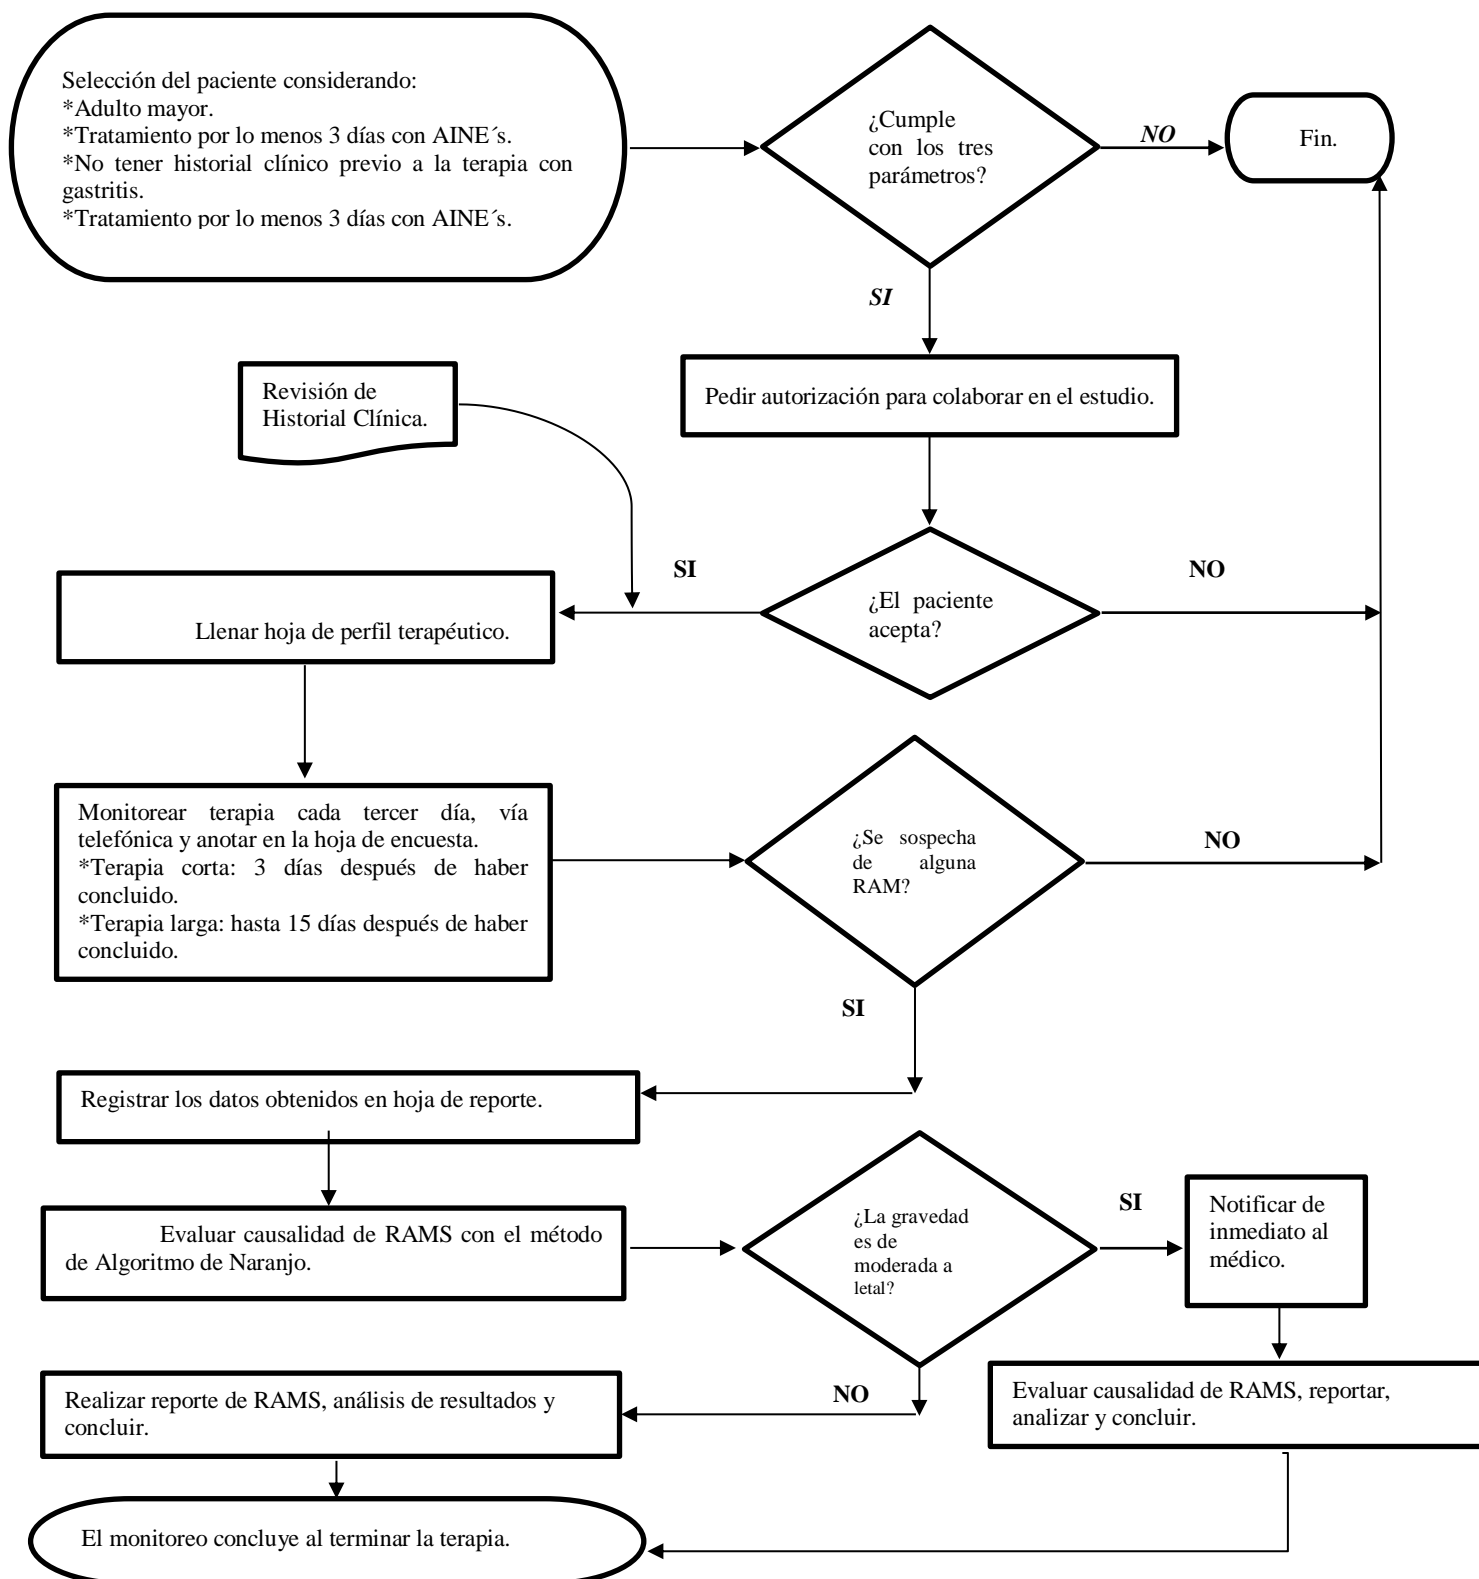 Selección del paciente considerando:
*Adulto mayor.
*Tratamiento por lo menos 3 días con AINE´s.
*No tener historial clínico previo a la terapia con
gastritis.
*Tratamiento por lo menos 3 días con AINE´s.
¿Cumple
con los tres
parámetros?
NO
Fin.
SI
Pedir autorización para colaborar en el estudio.
Revisión de
Historial Clínica.
¿El paciente
acepta?
SI
NO
Llenar hoja de perfil terapéutico.
Monitorear terapia cada tercer día, vía
telefónica y anotar en la hoja de encuesta.
*Terapia corta: 3 días después de haber
concluido.
*Terapia larga: hasta 15 días después de haber
concluido.
¿Se sospecha
de alguna
RAM?
NO
SI
Registrar los datos obtenidos en hoja de reporte.
Evaluar causalidad de RAMS con el método
de Algoritmo de Naranjo.
¿La gravedad
es de
moderada a
letal?
SI
Notificar de
inmediato al
médico.
NO
Realizar reporte de RAMS, análisis de resultados y
concluir.
Evaluar causalidad de RAMS, reportar,
analizar y concluir.
El monitoreo concluye al terminar la terapia.